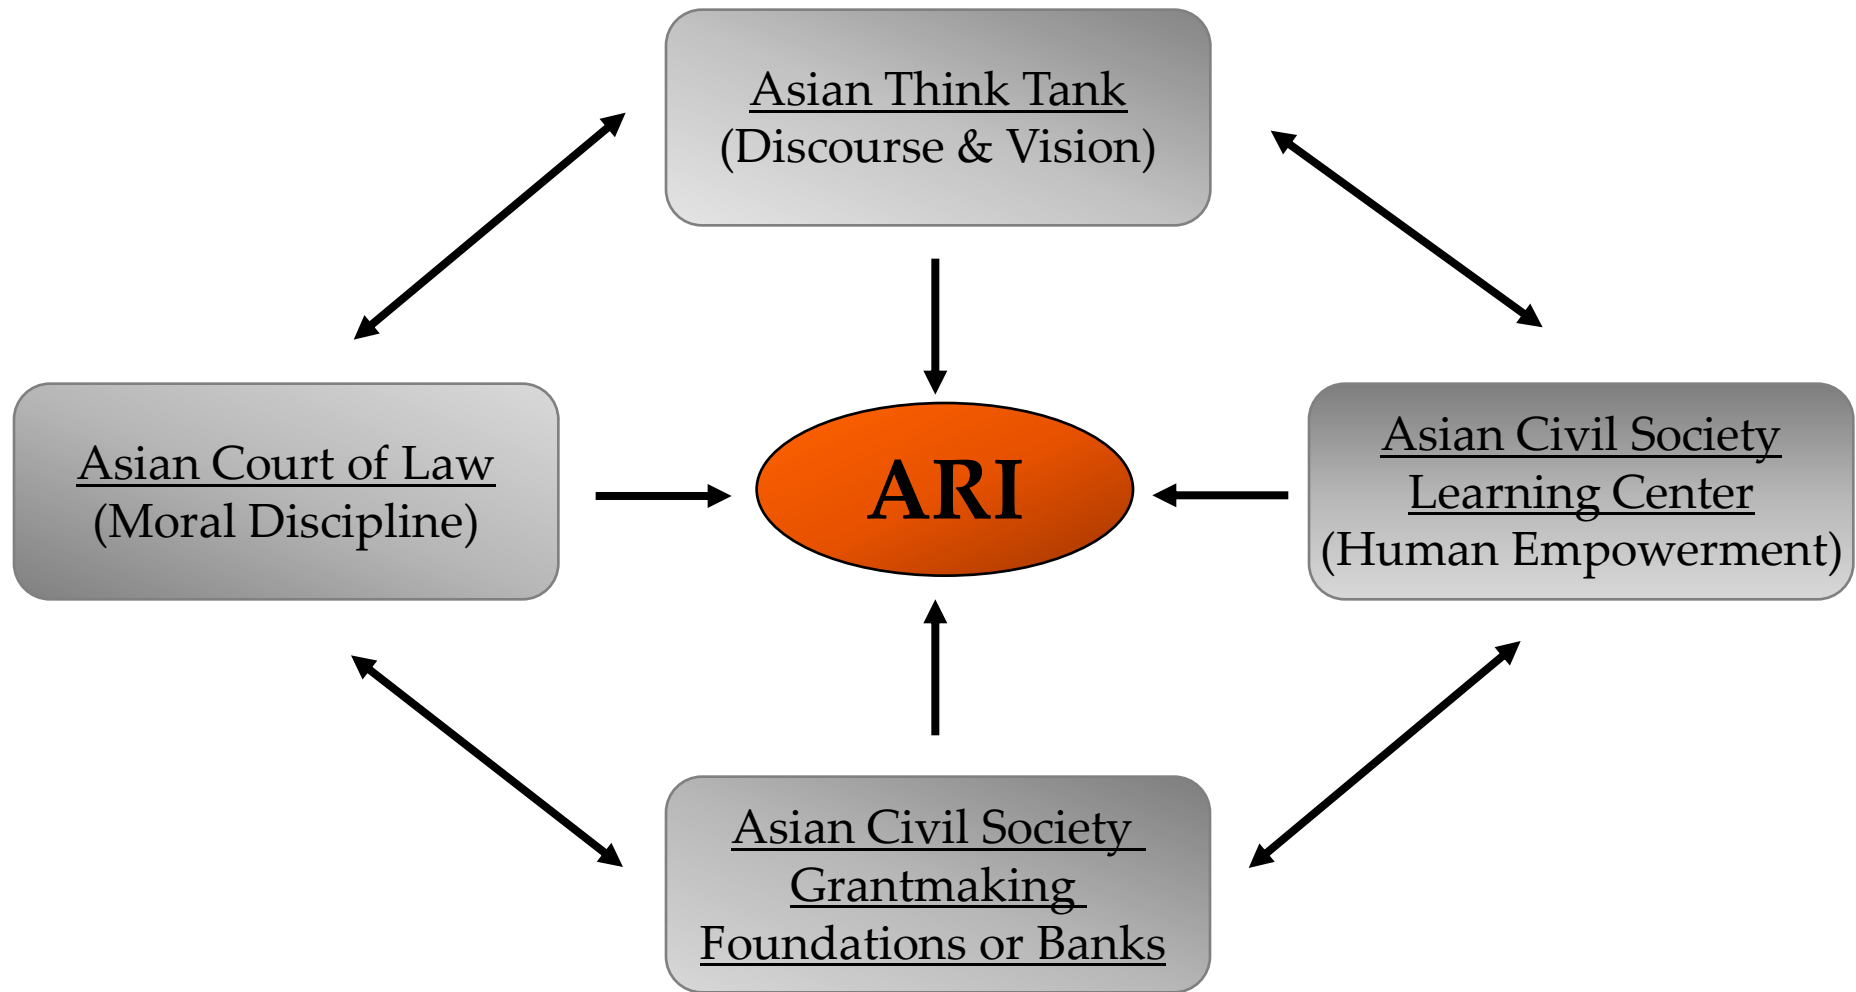 Asian Think Tank
(Discourse & Vision)
Asian Court of Law
(Moral Discipline)
ARI
Asian Civil Society
Learning Center
(Human Empowerment)
Asian Civil Society
Grantmaking
Foundations or Banks